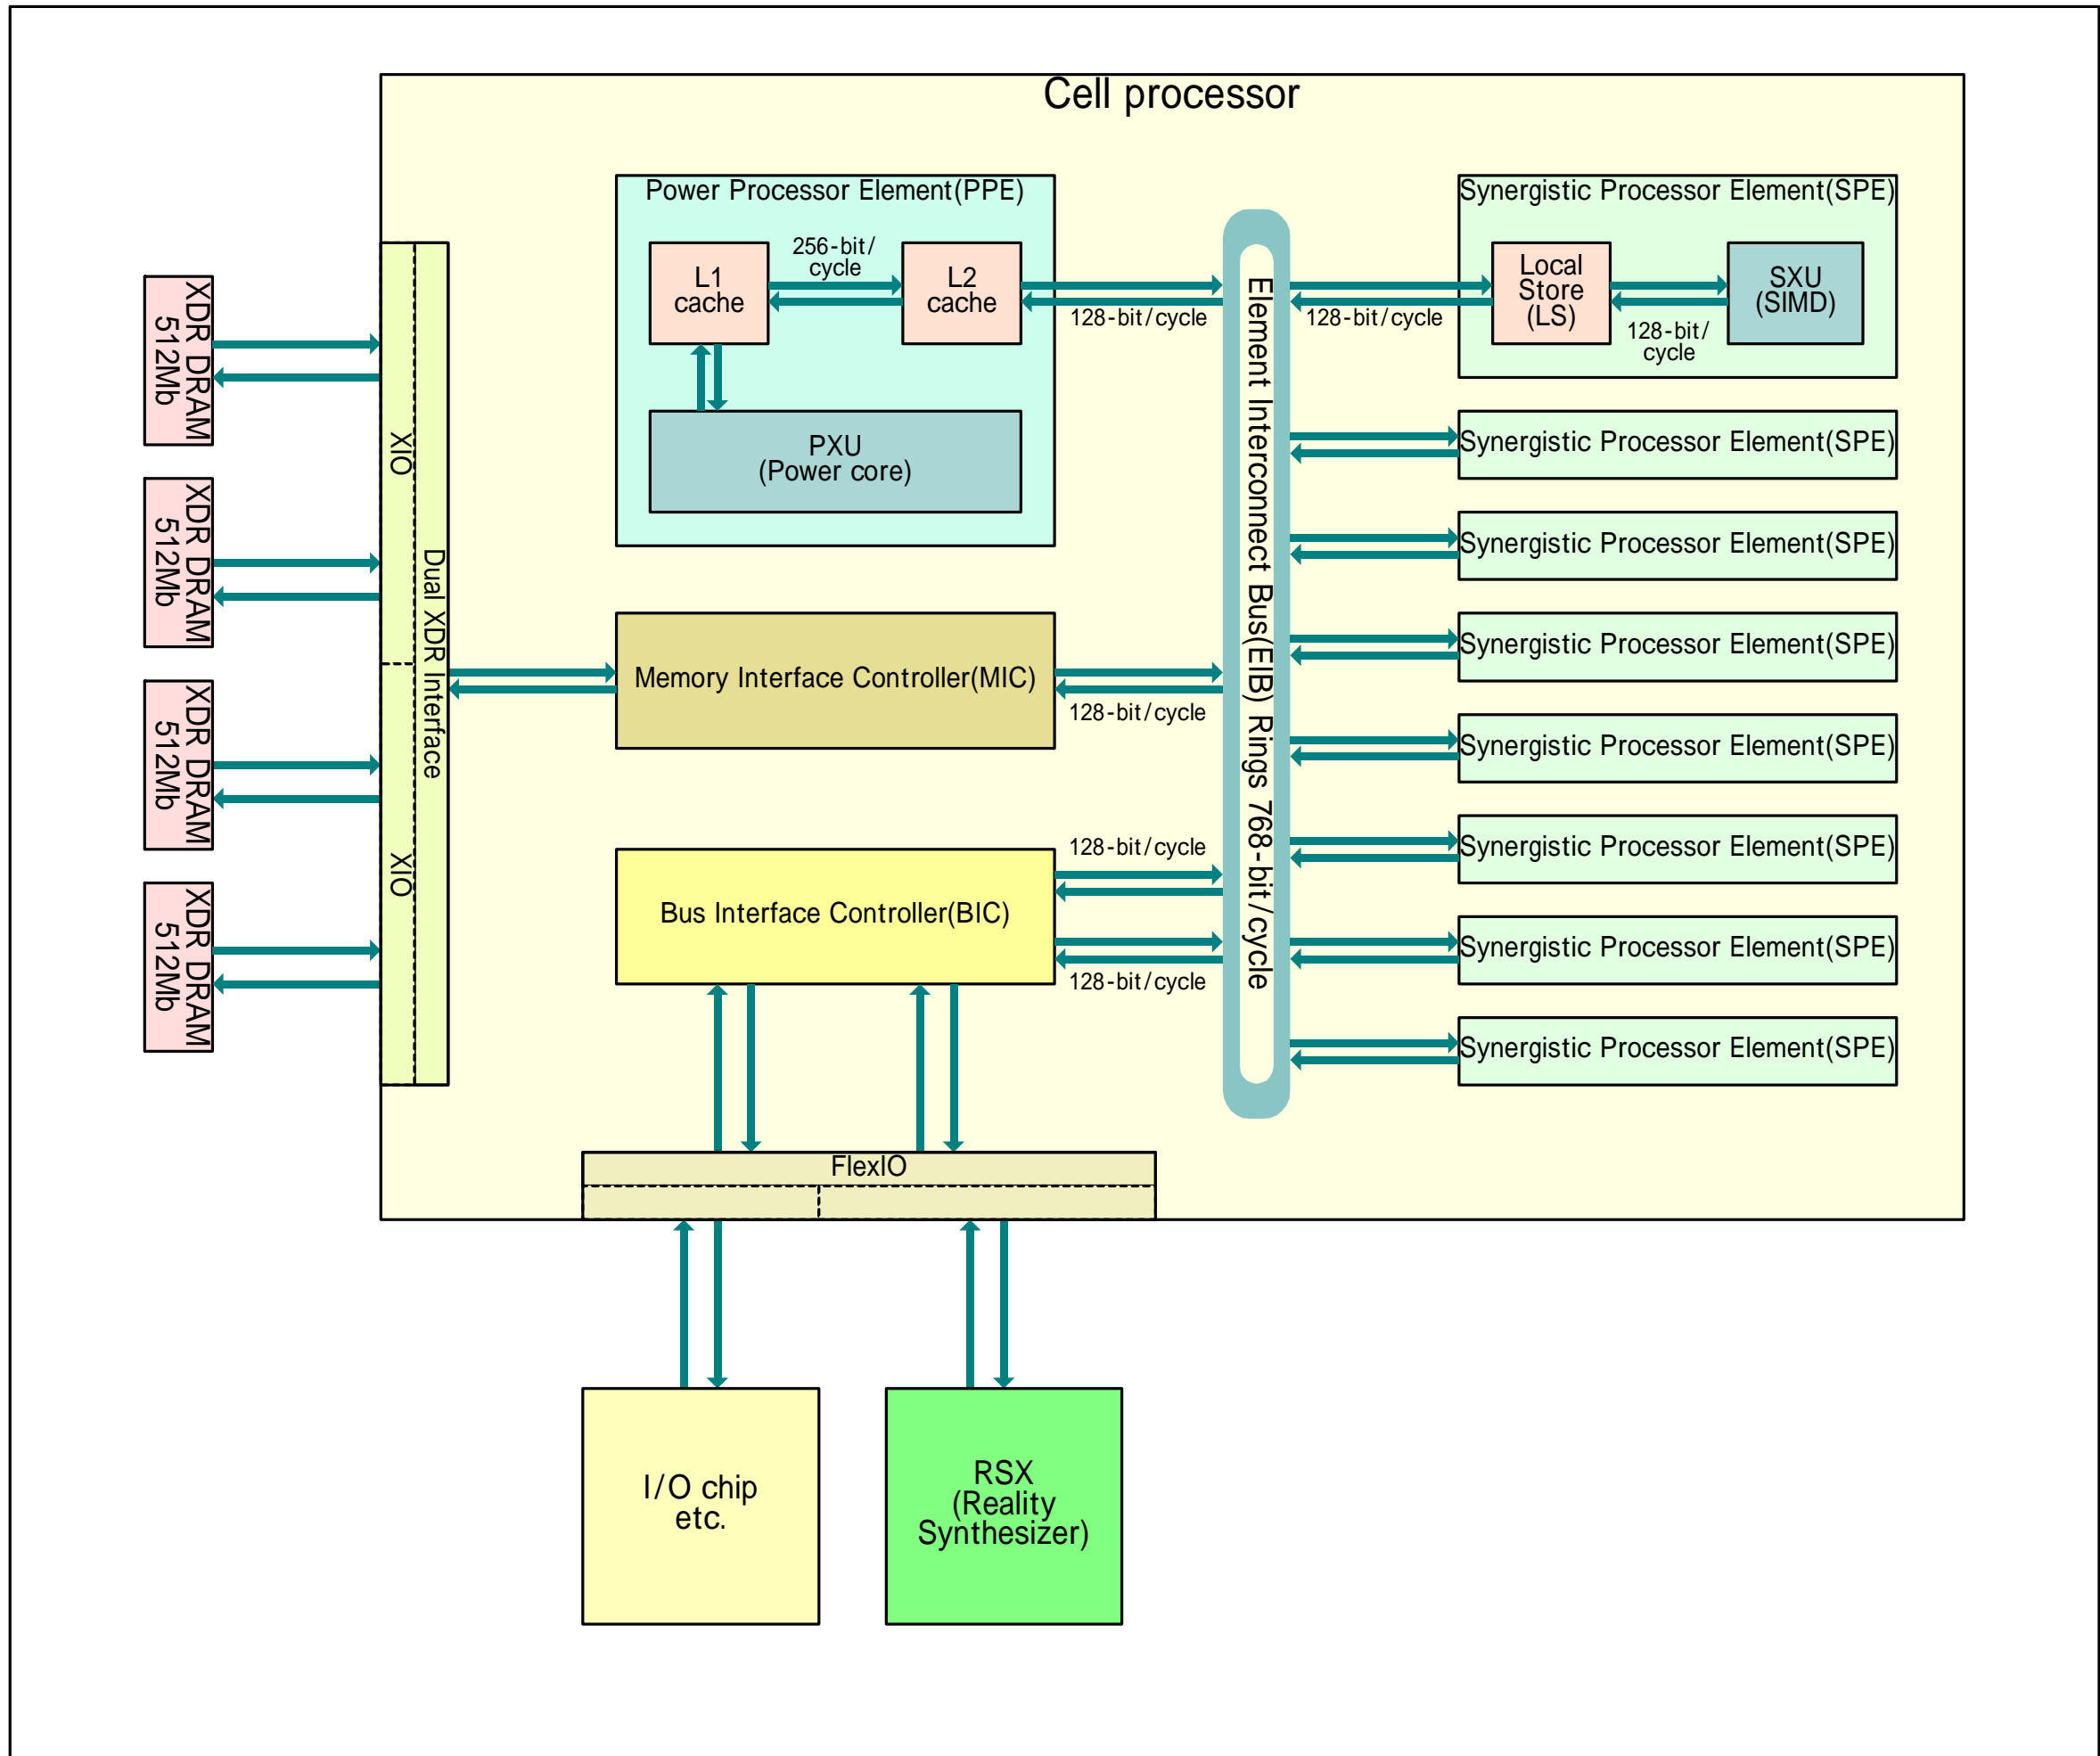 Cell processor
Power Processor Element(PPE)
L1
cache
256-bit/
cycle
L2
cache
128-bit/cycle
PXU
(Power core)
Synergistic Processor Element(SPE)
128-bit/cycle
Local
Store
(LS)
128-bit/
cycle
SXU
(SIMD)
Synergistic Processor Element(SPE)
Synergistic Processor Element(SPE)
Synergistic Processor Element(SPE)
Synergistic Processor Element(SPE)
Synergistic Processor Element(SPE)
Synergistic Processor Element(SPE)
Synergistic Processor Element(SPE)
Element Interconnect Bus(EIB) Rings 768-bit/cycle
XDR DRAM
512Mb
XDR DRAM
512Mb
XDR DRAM
512Mb
XDR DRAM
512Mb
XIO
XIO
Dual XDR Interface
Memory Interface Controller(MIC)
128-bit/cycle
Bus Interface Controller(BIC)
128-bit/cycle
128-bit/cycle
FlexIO
I/O chip
etc.
RSX
(Reality
Synthesizer)